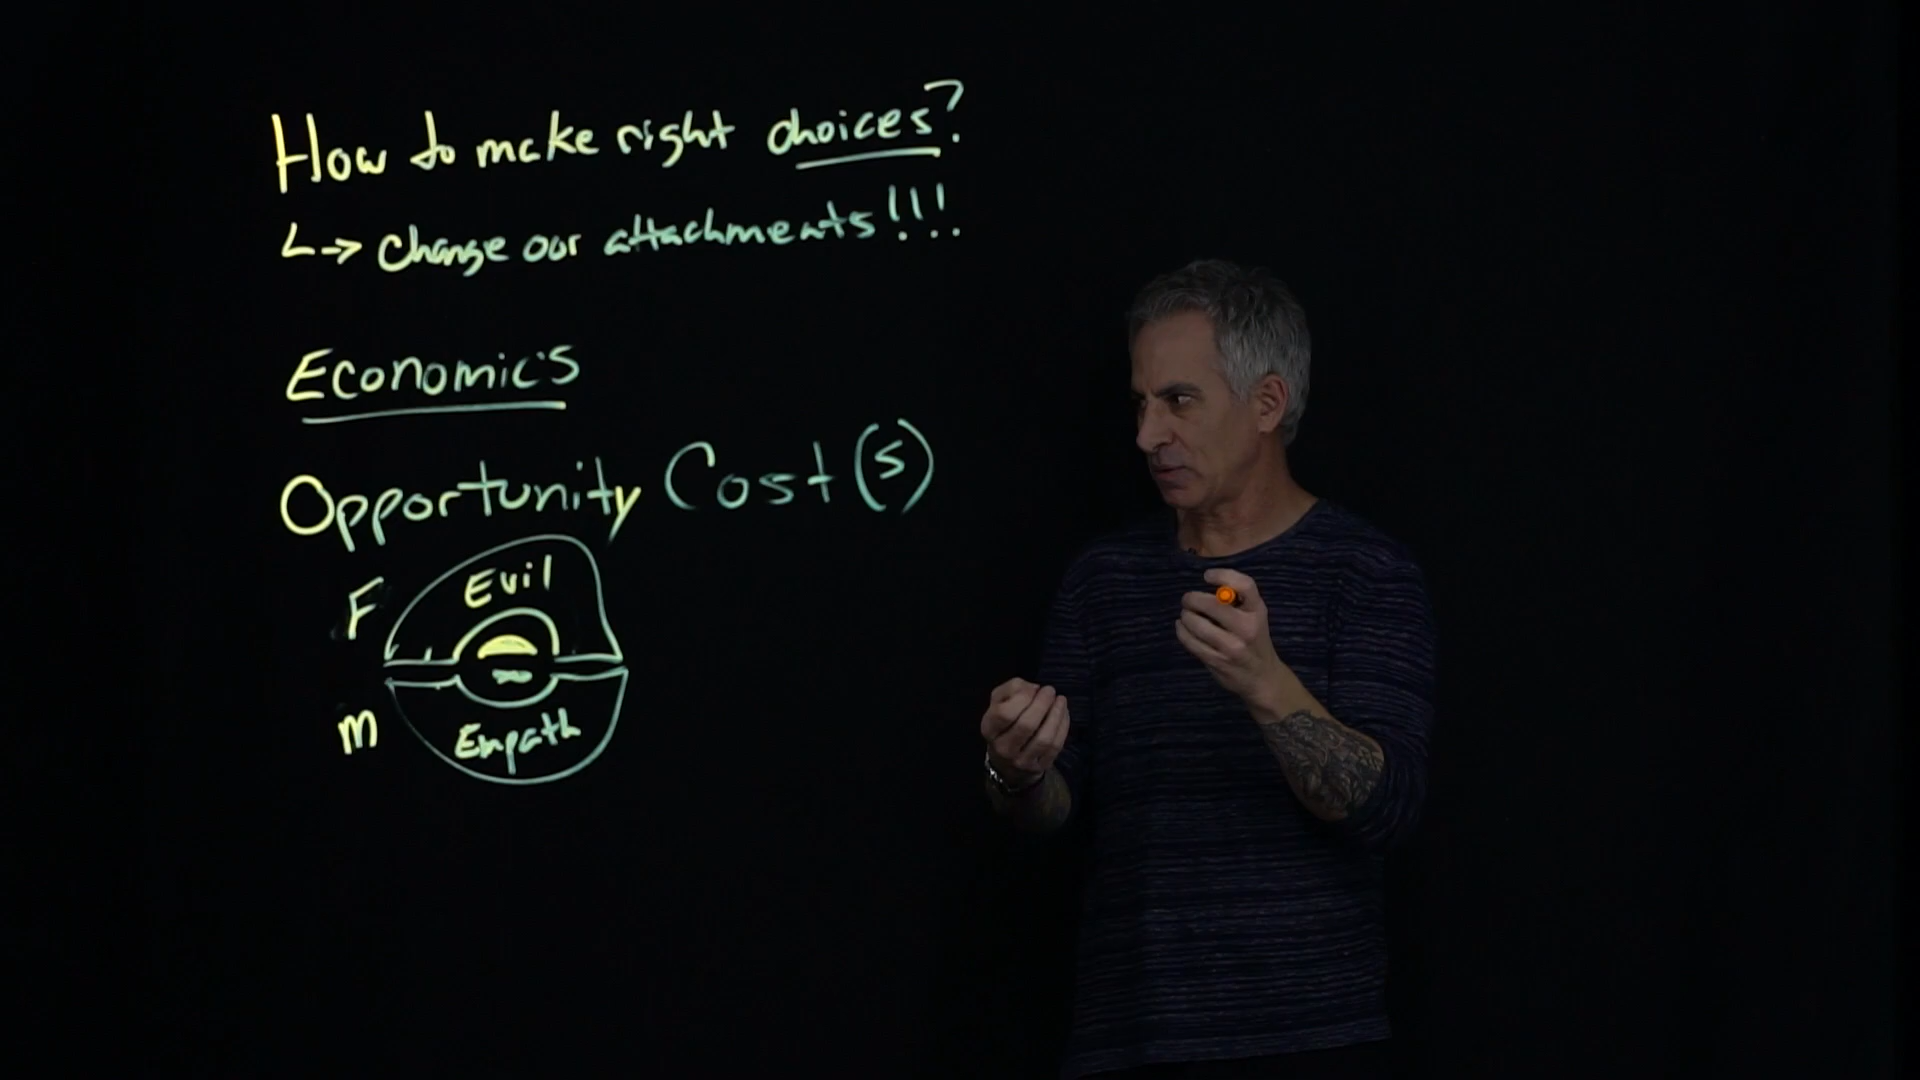 How to make right choices?
↳ change our attachments!!!
Economics
Opportunity Cost(s)
F
Evil
M
Empath